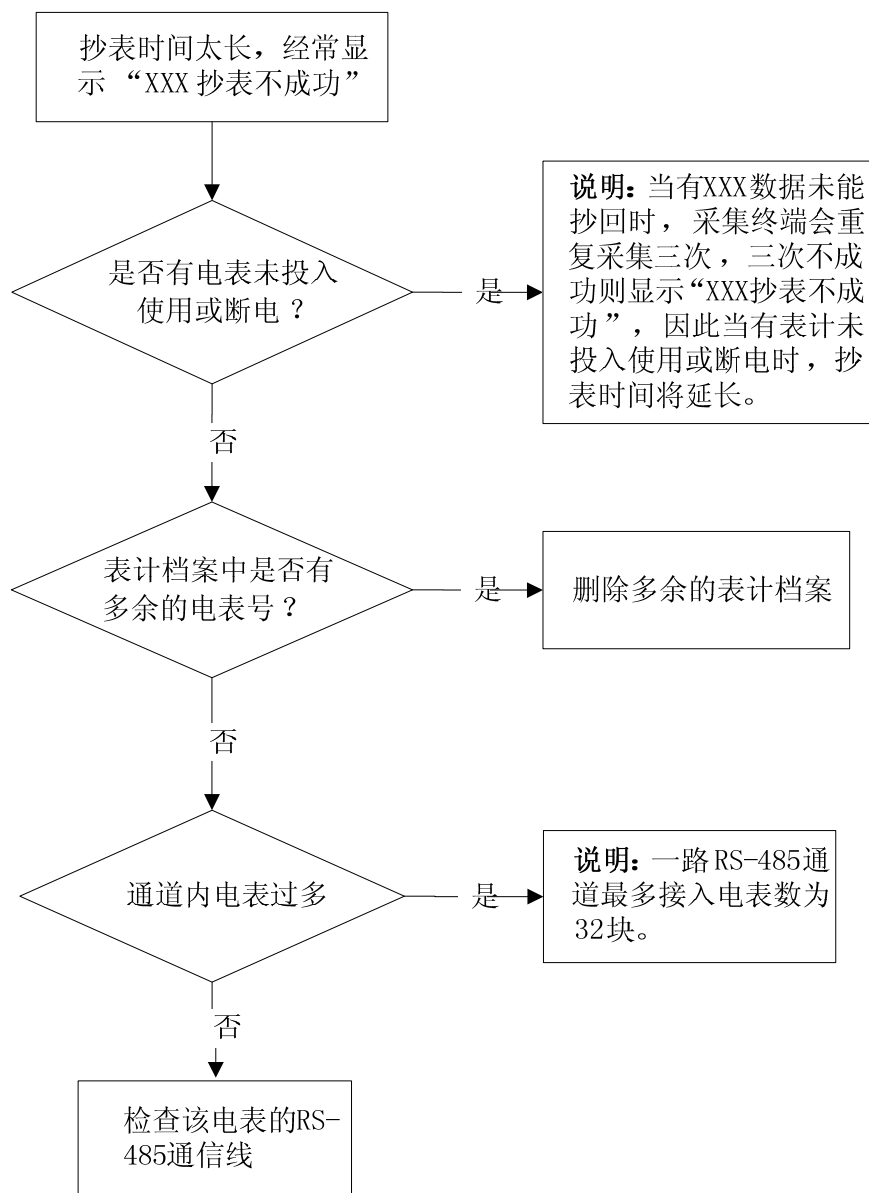 抄表时间太长，经常显
示 “XXX 抄表不成功”
是否有电表未投入
使用或断电？
是
说明：当有XXX数据未能
抄回时，采集终端会重
复采集三次，三次不成
功则显示“XXX抄表不成
功”，因此当有表计未
投入使用或断电时，抄
表时间将延长。
否
表计档案中是否有
多余的电表号？
是
删除多余的表计档案
否
通道内电表过多
是
说明：一路RS-485通
道最多接入电表数为
32块。
否
检查该电表的RS-
485通信线